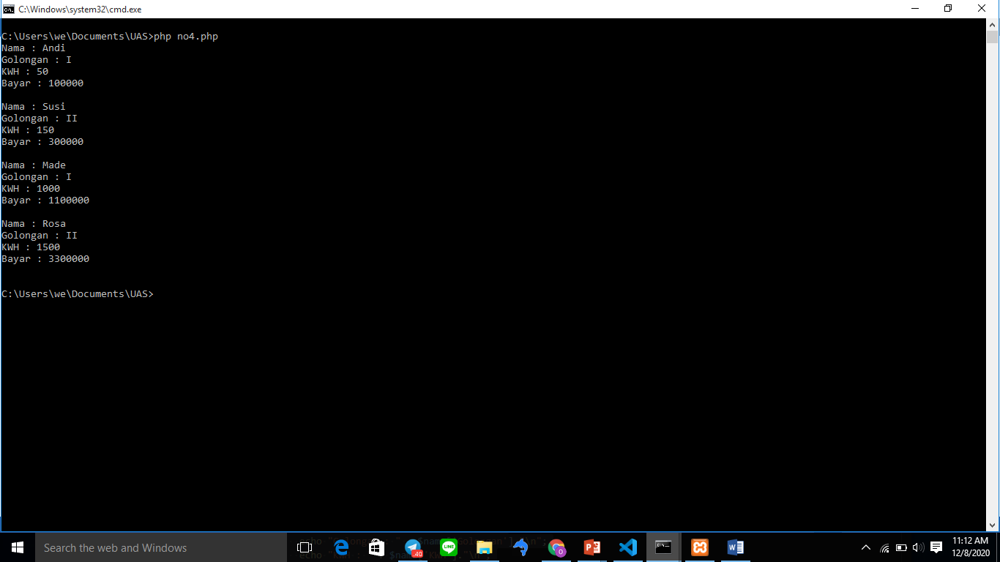 C:\Windows\system32\cmd.exe
C:\Users\we\Documents\UAS>php no4.php
Nama : Andi
Golongan : I
KWH : 50
Bayar : 100000
Nama : Susi
Golongan : II
KWH : 150
Bayar : 300000
Nama : Made
Golongan : I
KWH : 1000
Bayar : 1100000
Nama : Rosa
Golongan : II
KWH : 1500
Bayar : 3300000
C:\Users\we\Documents\UAS>
Search the web and Windows
40
LINE
11:12 AM
12/8/2020